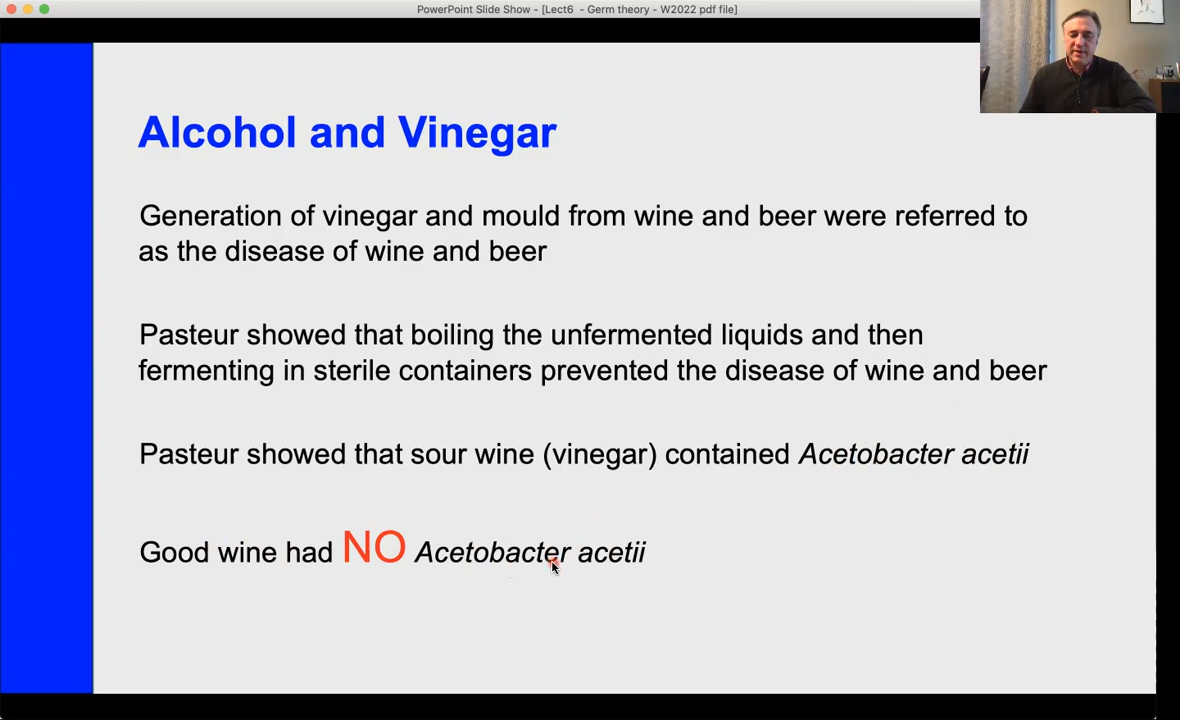 PowerPoint Slide Show - [Lect6 - Germ theory - W2022 pdf file]
Alcohol and Vinegar
Generation of vinegar and mould from wine and beer were referred to
as the disease of wine and beer
Pasteur showed that boiling the unfermented liquids and then
fermenting in sterile containers prevented the disease of wine and beer
Pasteur showed that sour wine (vinegar) contained Acetobacter acetii
Good wine had NO Acetobacter acetii